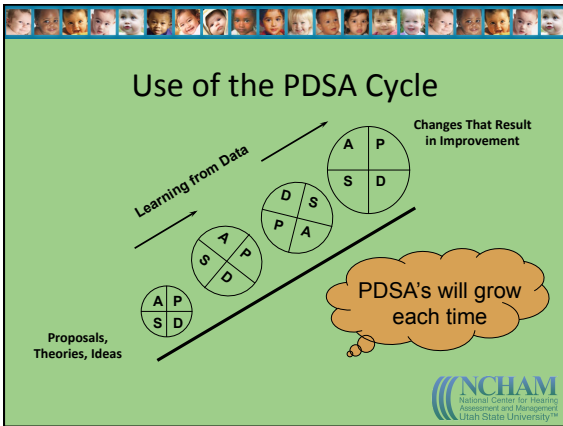 Use of the PDSA Cycle
Changes That Result
in Improvement
Learning from Data
A P
S D
D S
P A
A P
S D
A P
S D
PDSA's will grow
each time
Proposals,
Theories, Ideas
NCHAM
National Center for Hearing
Assessment and Management
Utah State University™